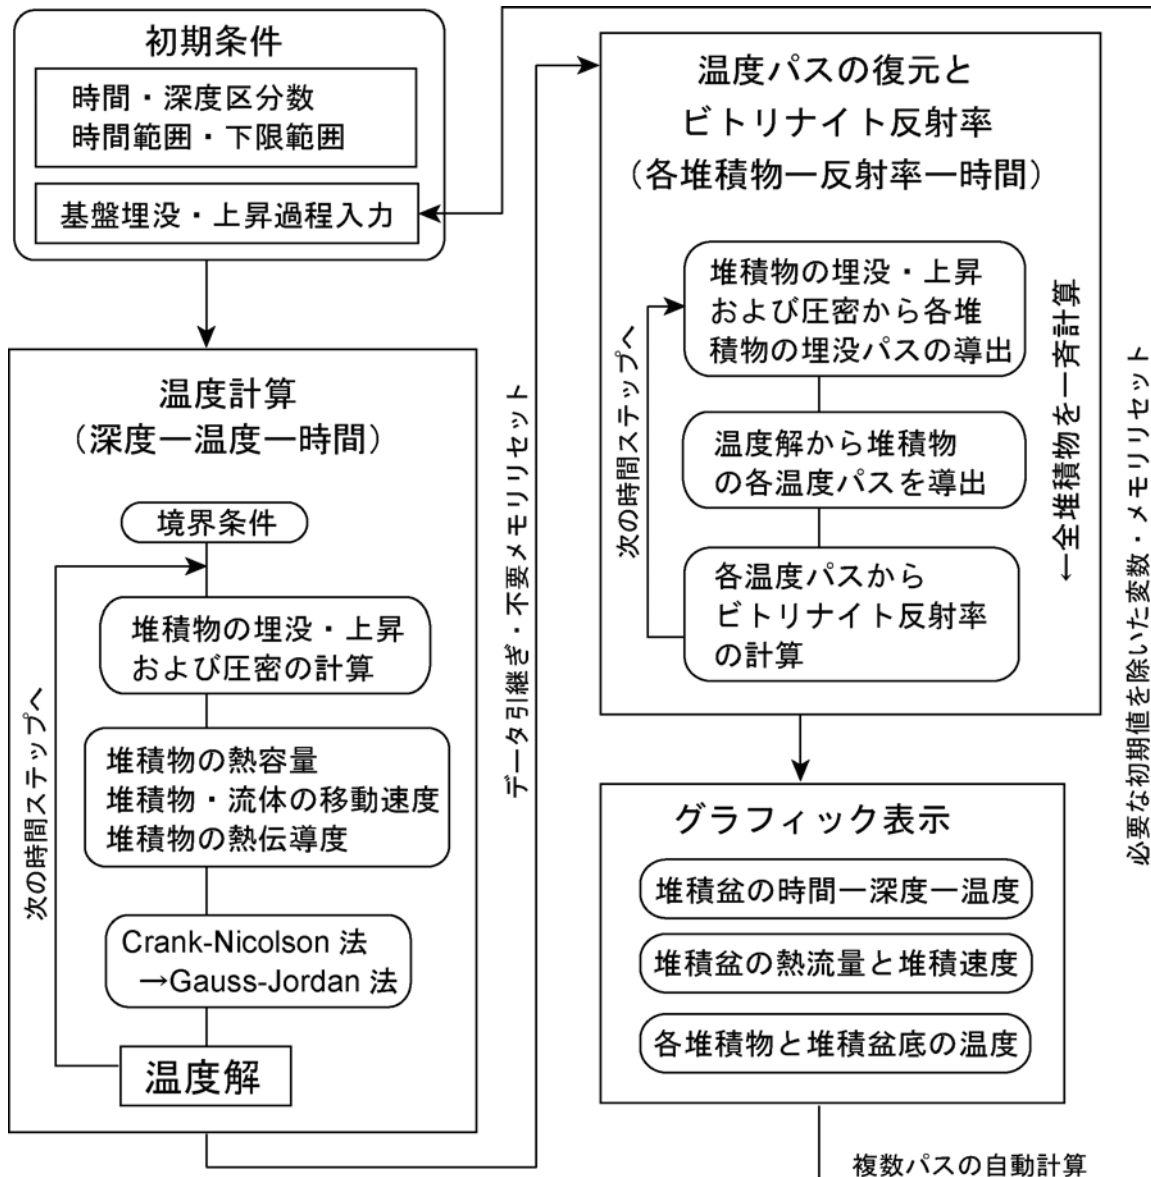 初期条件
時間・深度区分数
時間範囲・下限範囲
基盤埋没・上昇過程入力
温度計算
（深度ー温度ー時間）
境界条件
堆積物の埋没・上昇
および圧密の計算
堆積物の熱容量
堆積物・流体の移動速度
堆積物の熱伝導度
Crank-Nicolson 法
→Gauss-Jordan 法
温度解
次の時間ステップへ
データ引継ぎ・不要メモリリセット
温度パスの復元と
ビトリナイト反射率
（各堆積物ー反射率ー時間）
堆積物の埋没・上昇
および圧密から各堆
積物の埋没パスの導出
温度解から堆積物
の各温度パスを導出
各温度パスから
ビトリナイト反射率
の計算
次の時間ステップへ
←全堆積物を一斉計算
グラフィック表示
堆積盆の時間ー深度ー温度
堆積盆の熱流量と堆積速度
各堆積物と堆積盆底の温度
複数パスの自動計算
必要な初期値を除いた変数・メモリリセット